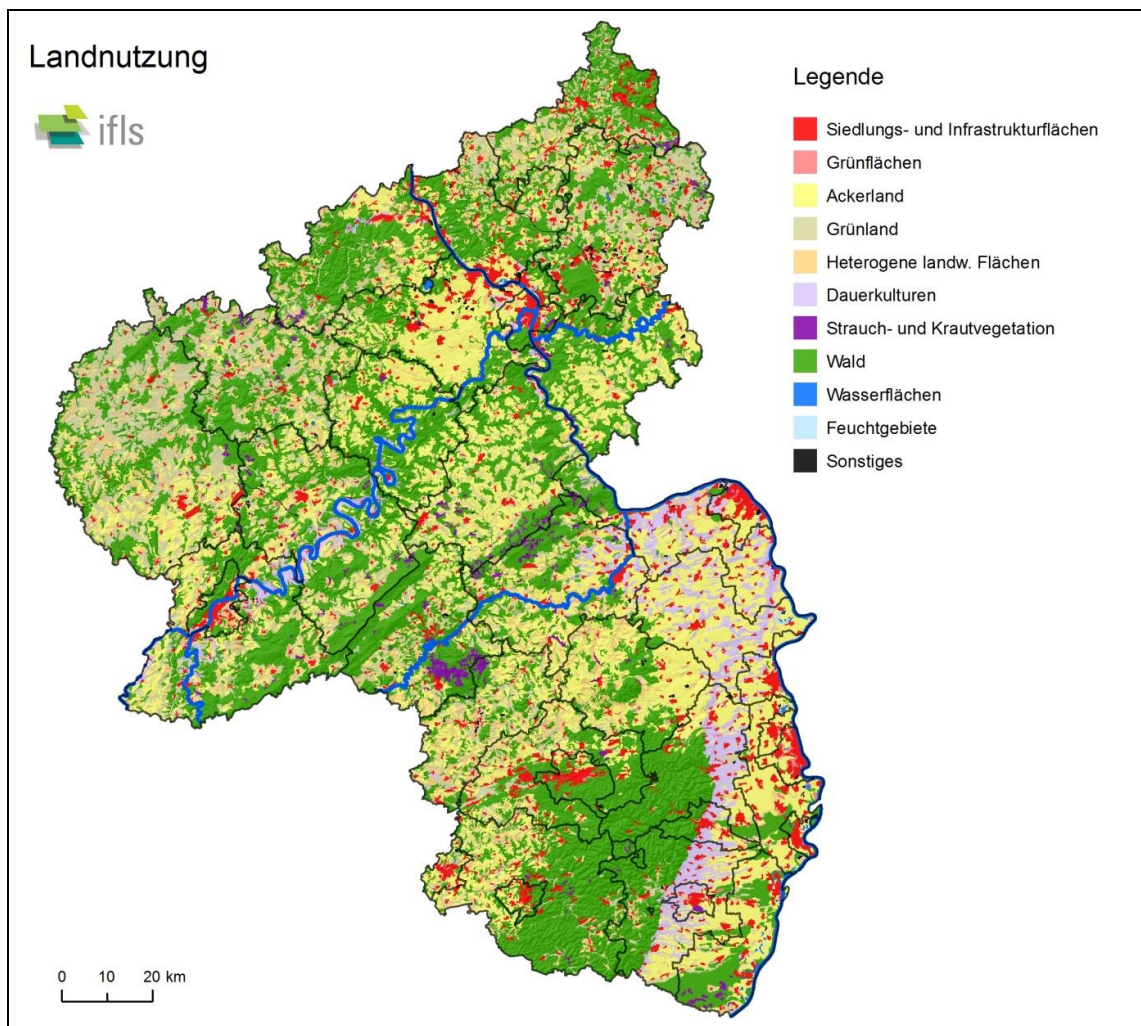 Landnutzung
ifls
Legende
Siedlungs- und Infrastrukturflächen
Grünflächen
Ackerland
Grünland
Heterogene landw. Flächen
Dauerkulturen
Strauch- und Krautvegetation
Wald
Wasserflächen
Feuchtgebiete
Sonstiges
0 10 20 km